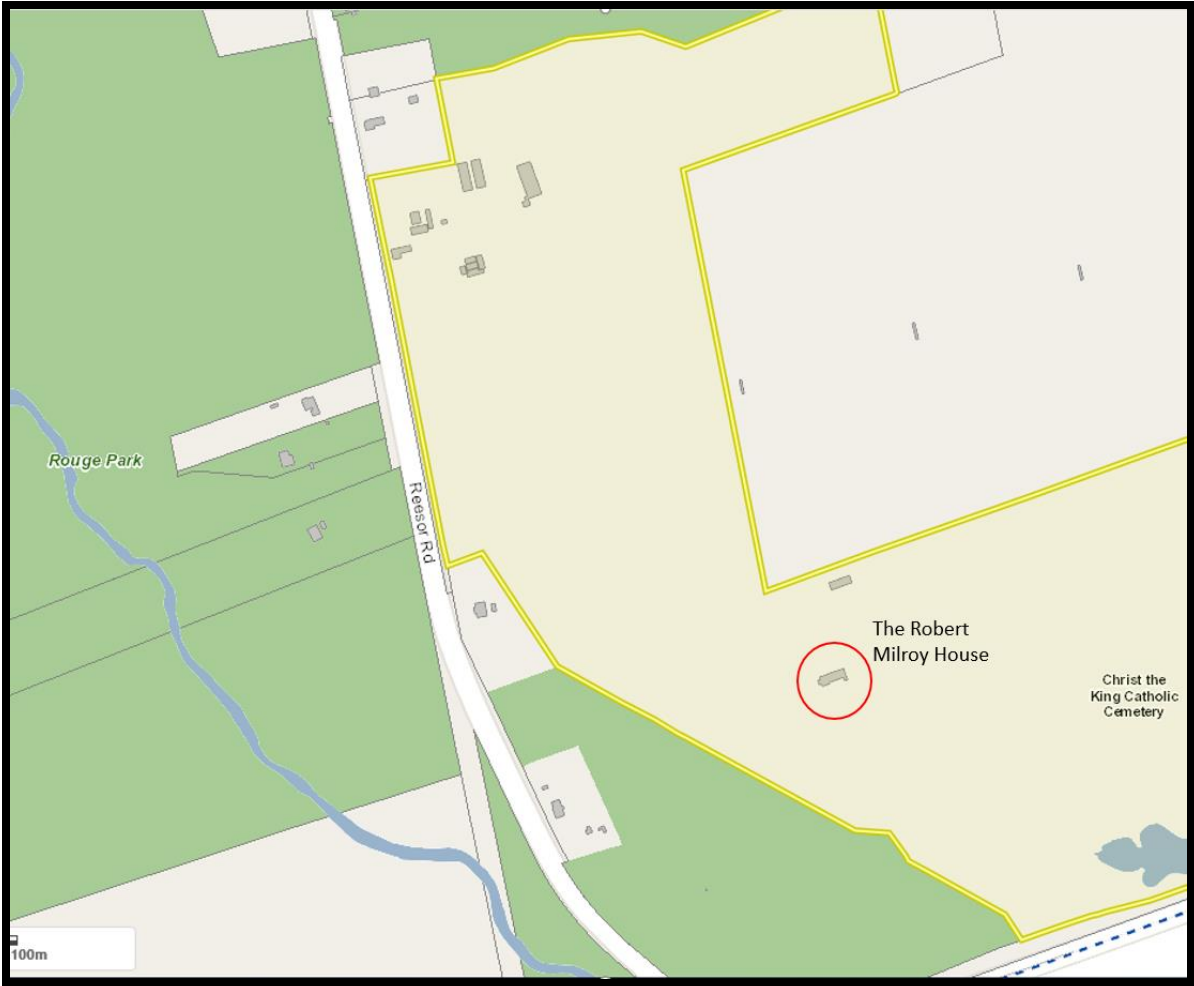 Rouge Park
Reesor Rd
The Robert
Milroy House
Christ the
King Catholic
Cemetery
100m